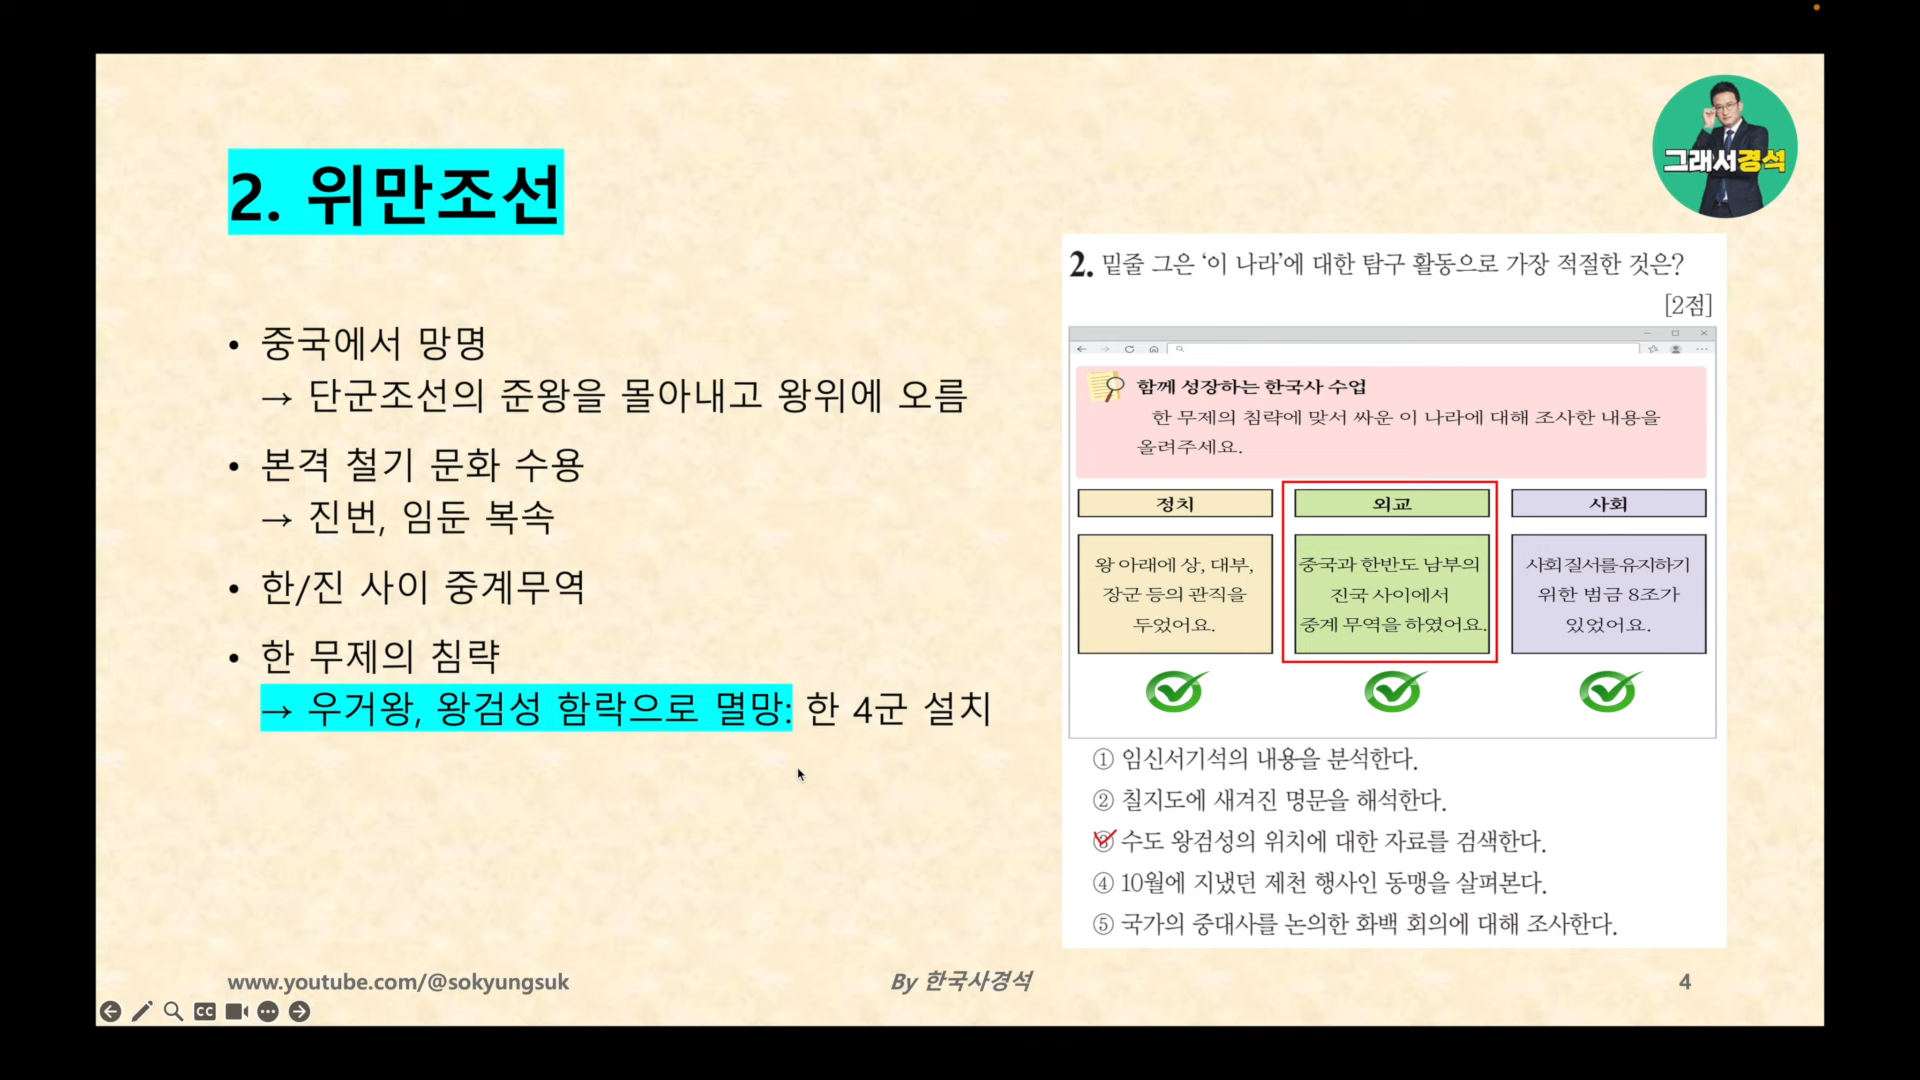 그래서경석
2. 위만조선
• 중국에서 망명
→ 단군조선의 준왕을 몰아내고 왕위에 오름
• 본격 철기 문화 수용
→ 진번, 임둔 복속
• 한/진 사이 중계무역
• 한 무제의 침략
→ 우거왕, 왕검성 함락으로 멸망: 한 4군 설치
2. 밑줄 그은 ‘이 나라’에 대한 탐구 활동으로 가장 적절한 것은?
[2점]
함께 성장하는 한국사 수업
한 무제의 침략에 맞서 싸운 이 나라에 대해 조사한 내용을
올려주세요.
정치
왕 아래에 상, 대부,
장군 등의 관직을
두었어요.
외교
중국과 한반도 남부의
진국 사이에서
중계 무역을 하였어요.
사회
사회 질서를 유지하기
위한 범금 8조가
있었어요.
① 임신서기석의 내용을 분석한다.
② 칠지도에 새겨진 명문을 해석한다.
③ 수도 왕검성의 위치에 대한 자료를 검색한다.
④ 10월에 지냈던 제천 행사인 동맹을 살펴본다.
⑤ 국가의 중대사를 논의한 화백 회의에 대해 조사한다.
www.youtube.com/@sokyungsuk
By 한국사경석
4
CC